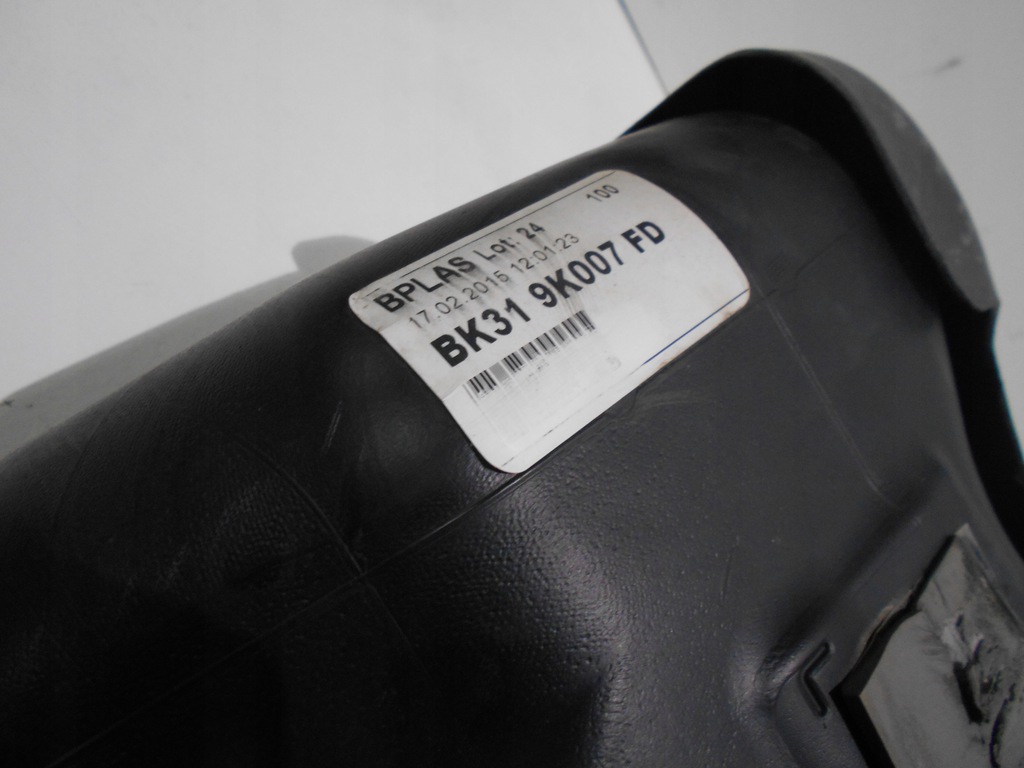 BPLAS Lot: 24
100
17.02.2015 12:01:23
BK31 9K007 FD